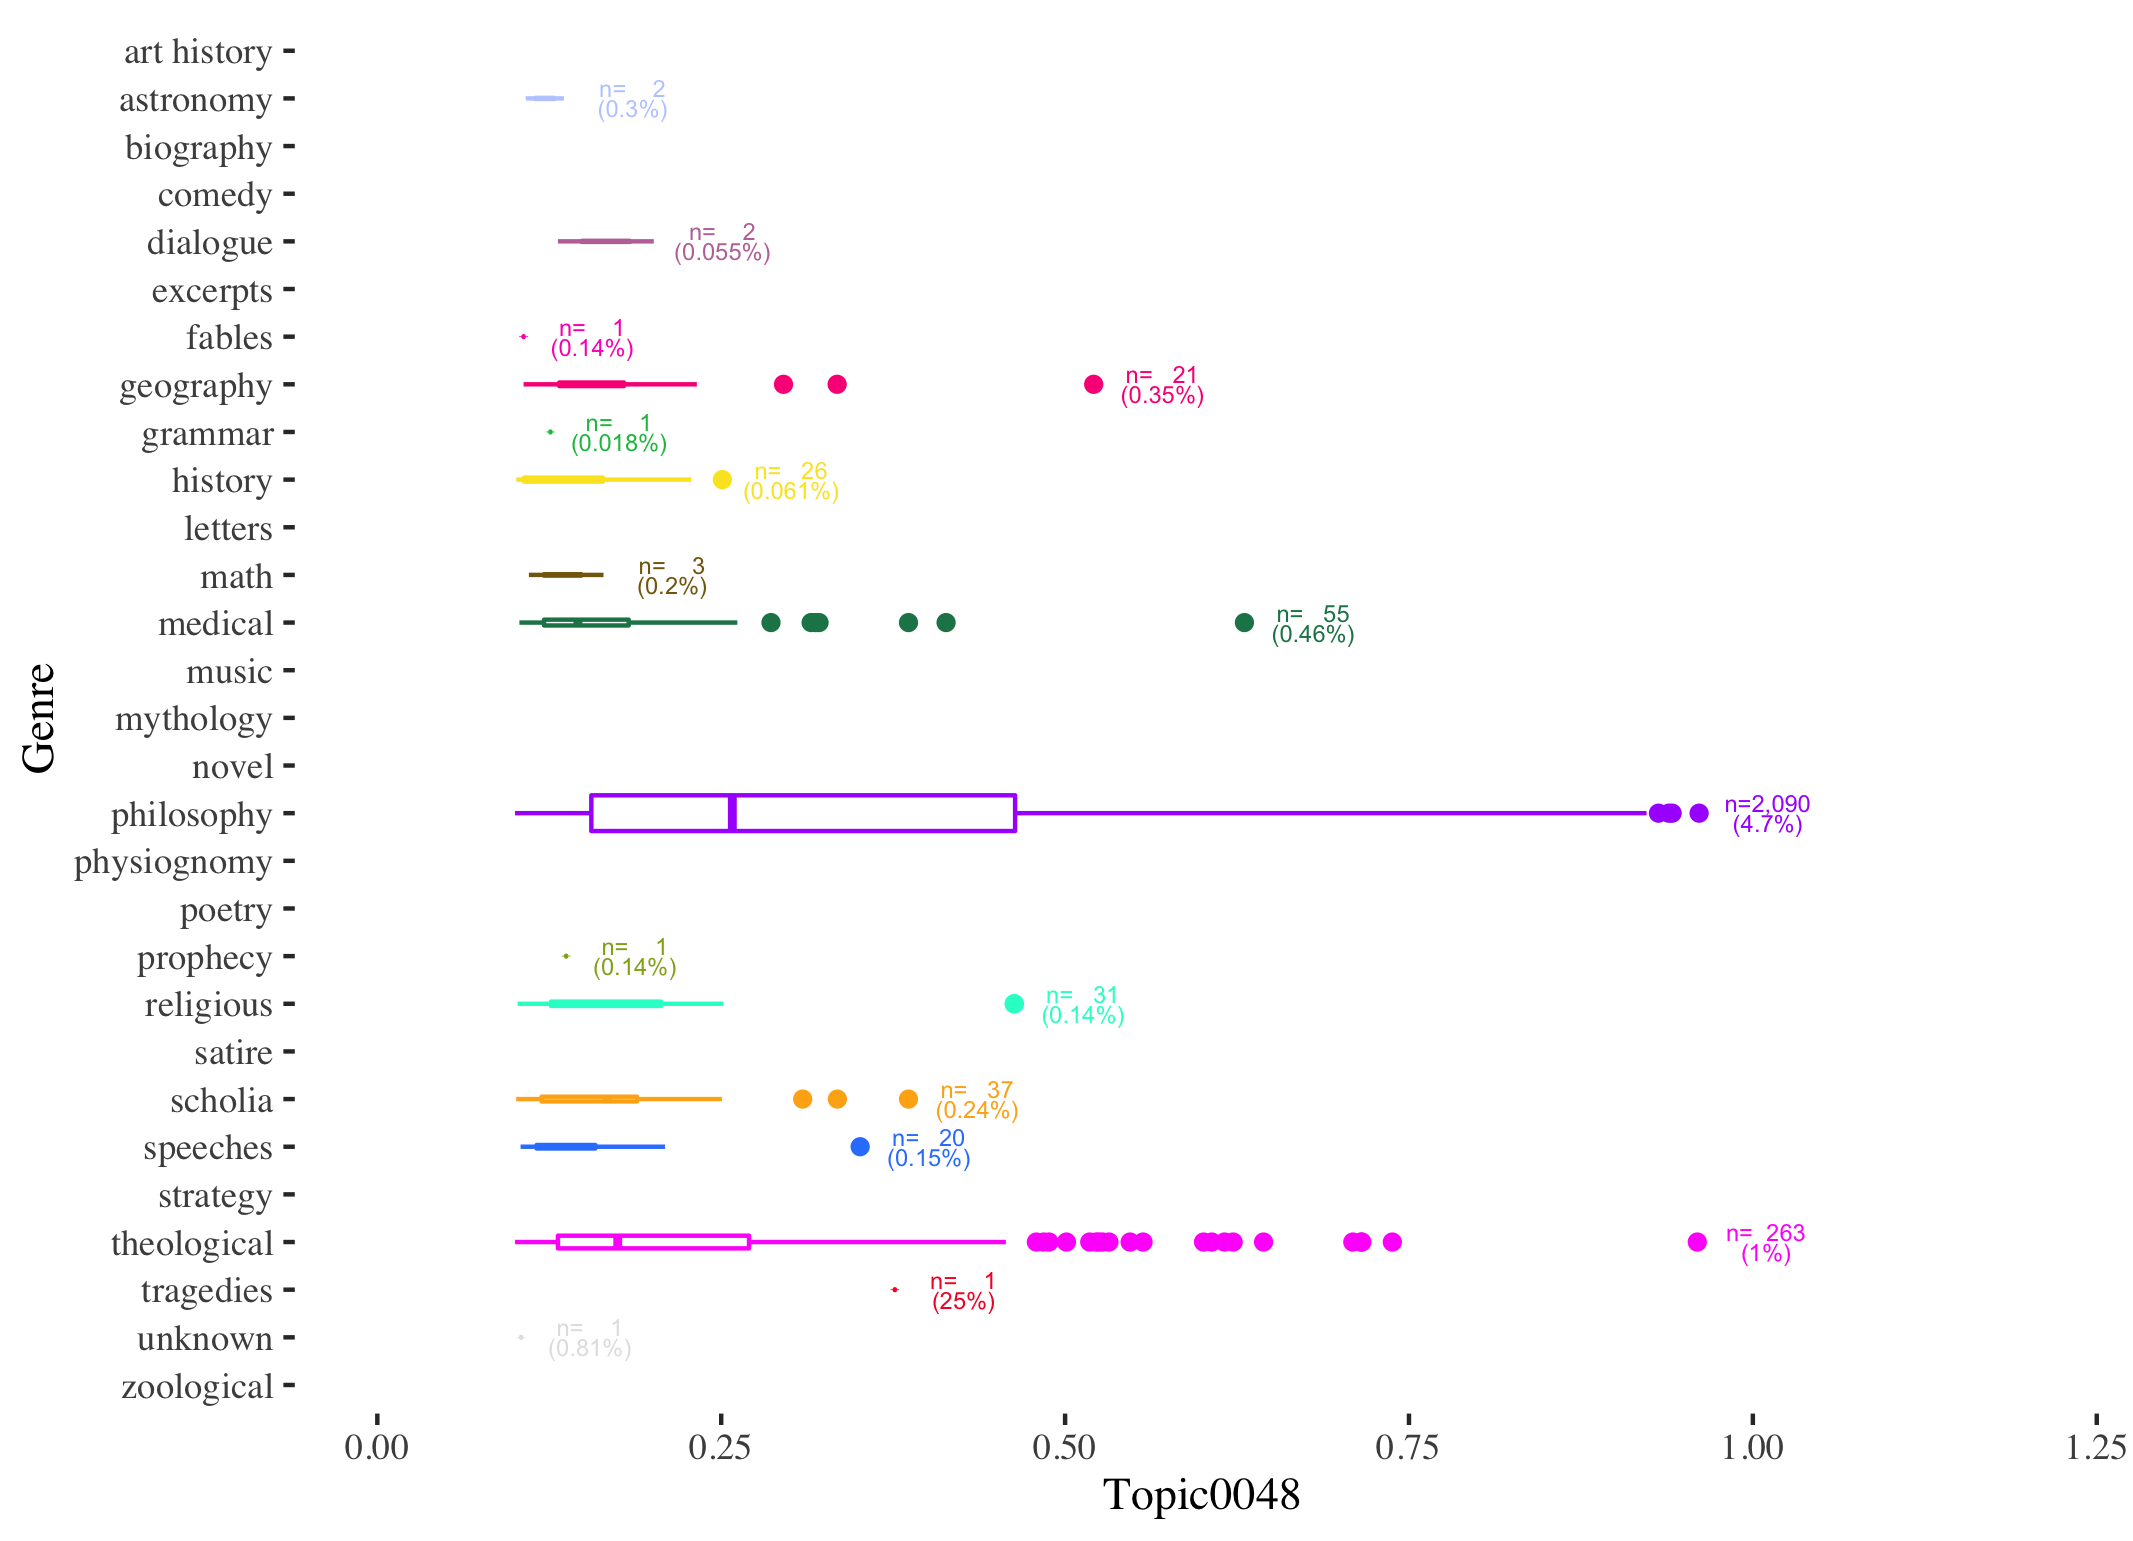 art history
astronomy
n= 2
(0.3%)
biography
comedy
dialogue
n= 2
(0.055%)
excerpts
fables
n= 1
(0.14%)
geography
n= 21
(0.35%)
grammar
n= 1
(0.018%)
history
n= 26
(0.061%)
letters
math
n= 3
(0.2%)
medical
n= 55
(0.46%)
music
mythology
novel
philosophy
n=2,090
(4.7%)
physiognomy
poetry
prophecy
n= 1
(0.14%)
religious
n= 31
(0.14%)
satire
scholia
n= 37
(0.24%)
speeches
n= 20
(0.15%)
strategy
theological
n= 263
(1%)
tragedies
n= 1
(25%)
unknown
n= 1
(0.81%)
zoological
Genre
0.00 0.25 0.50 0.75 1.00 1.25
Topic0048